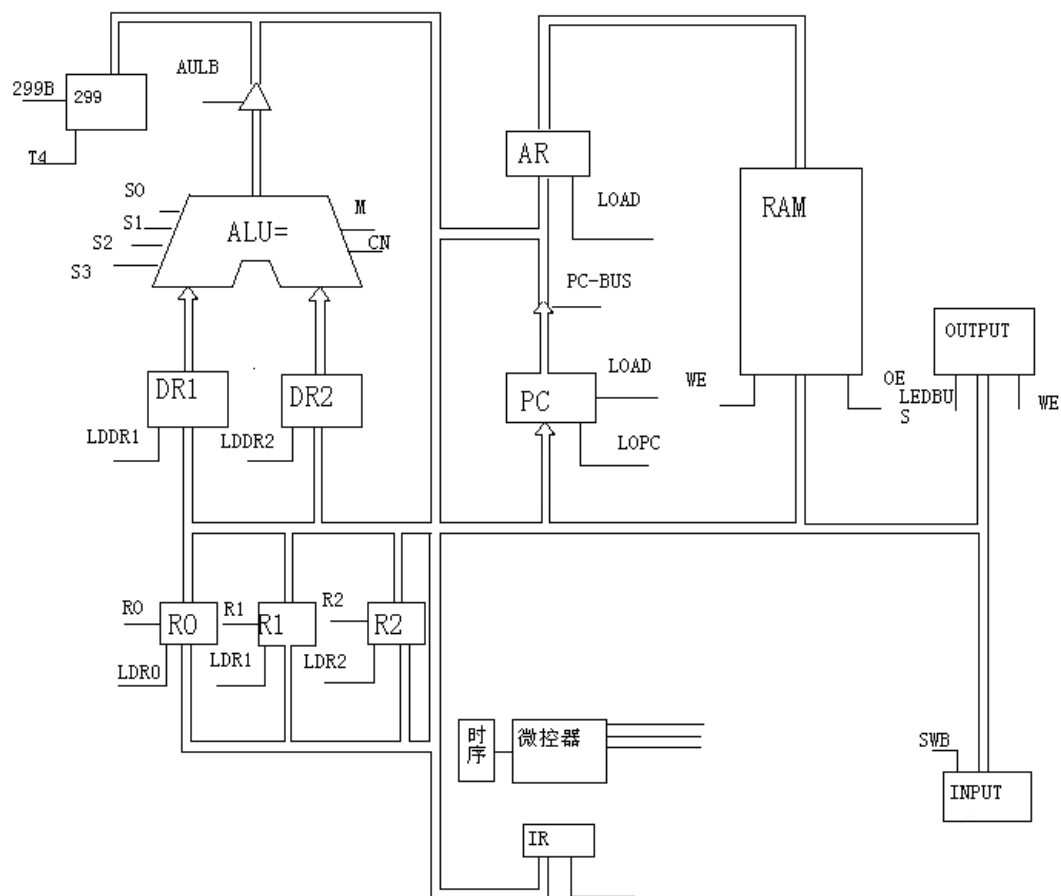 AULB
299B
299
T4
AR
LOAD
RAM
S0
S1
S2
S3
ALU=
M
CN
PC-BUS
OUTPUT
DR1
DR2
PC
LOAD
WE
OE
LEDBU
S
WE
LDDR1
LDDR2
LOPC
R0
R0
R1
R1
R2
R2
LDR0
LDR1
LDR2
时
序
微控器
SWB
INPUT
IR